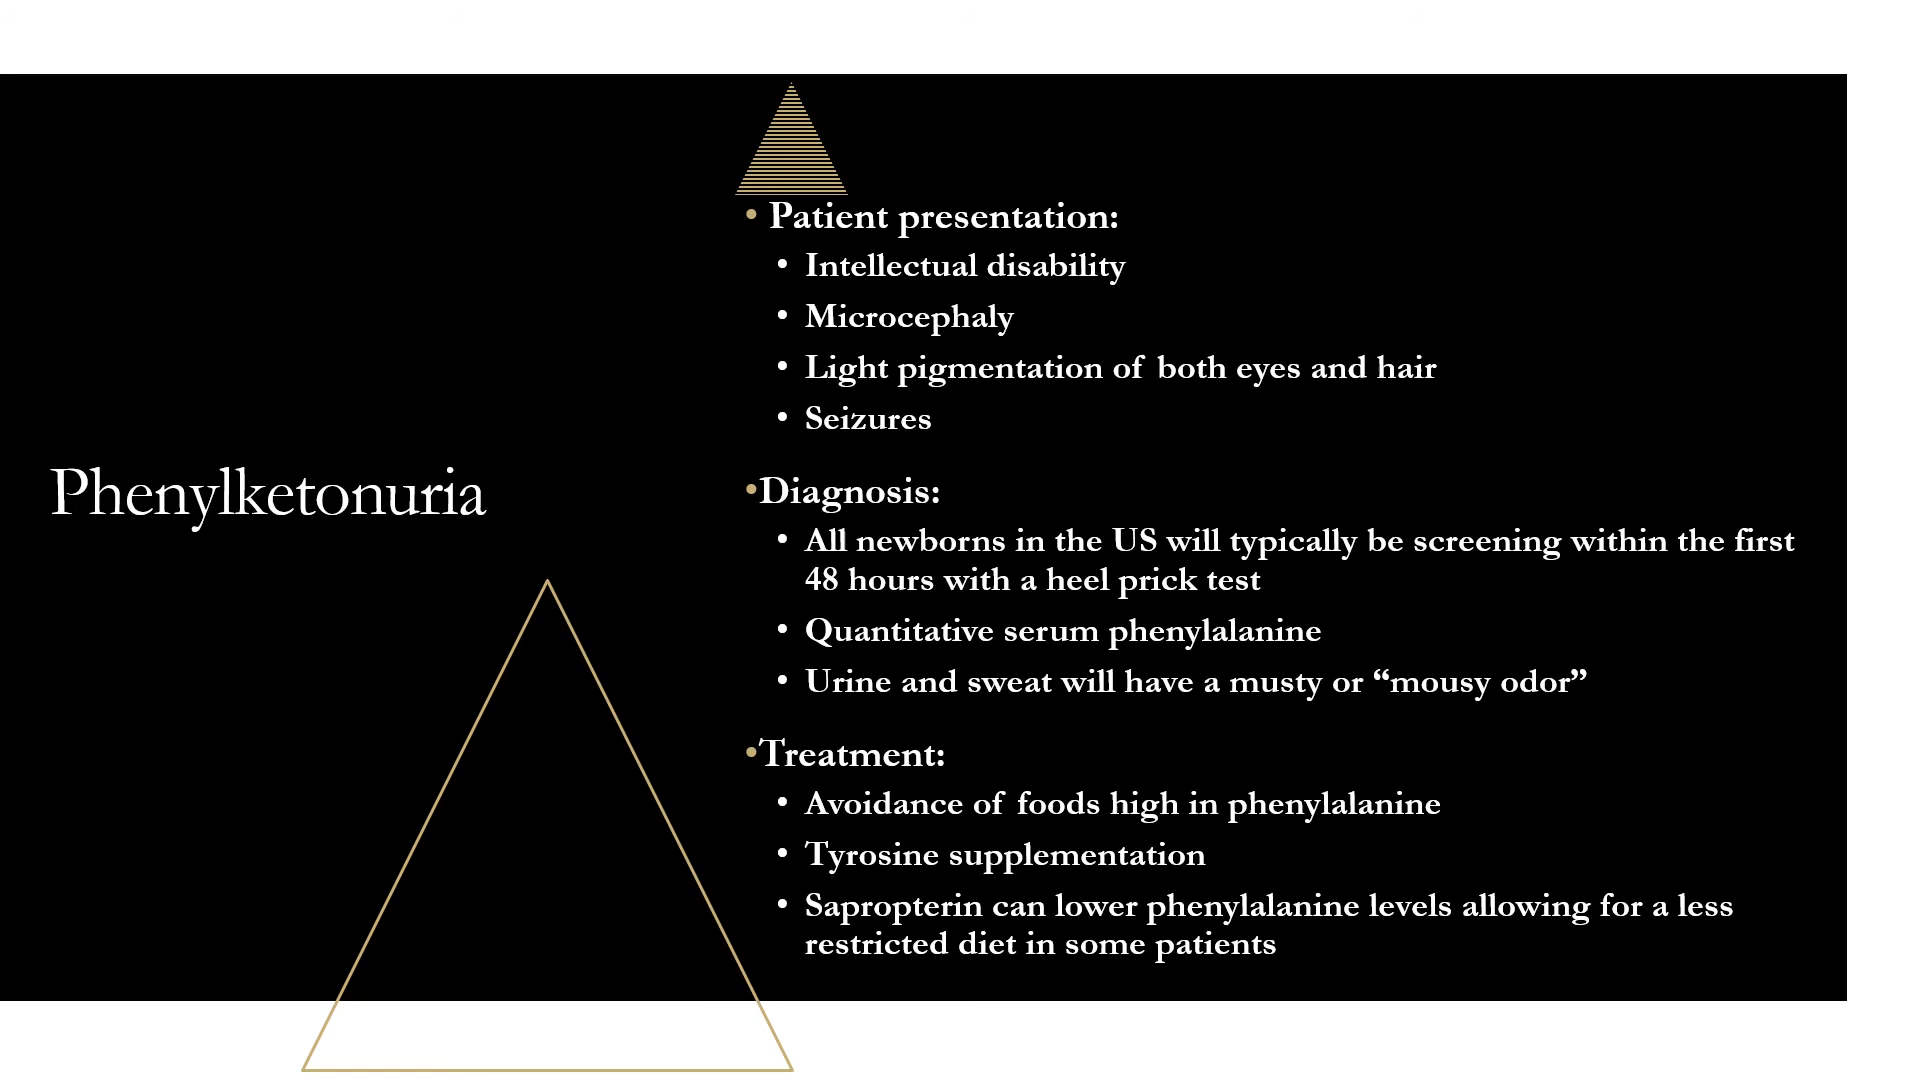 Phenylketonuria
• Patient presentation:
• Intellectual disability
• Microcephaly
• Light pigmentation of both eyes and hair
• Seizures
•Diagnosis:
• All newborns in the US will typically be screening within the first
48 hours with a heel prick test
• Quantitative serum phenylalanine
• Urine and sweat will have a musty or “mousy odor”
•Treatment:
• Avoidance of foods high in phenylalanine
• Tyrosine supplementation
• Sapropterin can lower phenylalanine levels allowing for a less
restricted diet in some patients